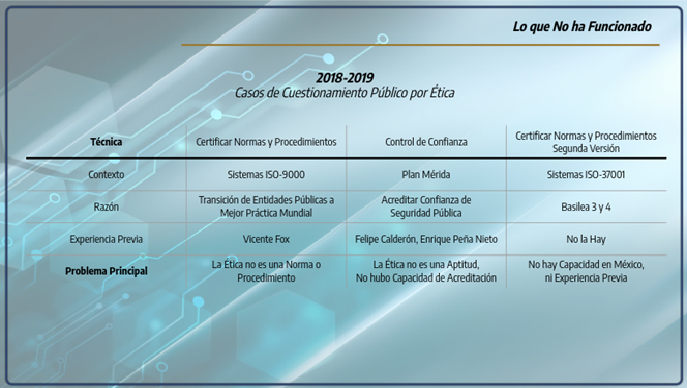 Lo que No ha Funcionado
2018-2019
Casos de Cuestionamiento Público por Ética
Técnica
Certificar Normas y Procedimientos
Control de Confianza
Certificar Normas y Procedimientos
Segunda Versión
Contexto
Sistemas ISO-9000
Plan Mérida
Sistemas ISO-37001
Razón
Transición de Entidades Públicas a
Mejor Práctica Mundial
Acreditar Confianza de
Seguridad Pública
Basilea 3 y 4
Experiencia Previa
Vicente Fox
Felipe Calderón, Enrique Peña Nieto
No la Hay
Problema Principal
La Ética no es una Norma o
Procedimiento
La Ética no es una Aptitud,
No hubo Capacidad de Acreditación
No hay Capacidad en México,
ni Experiencia Previa